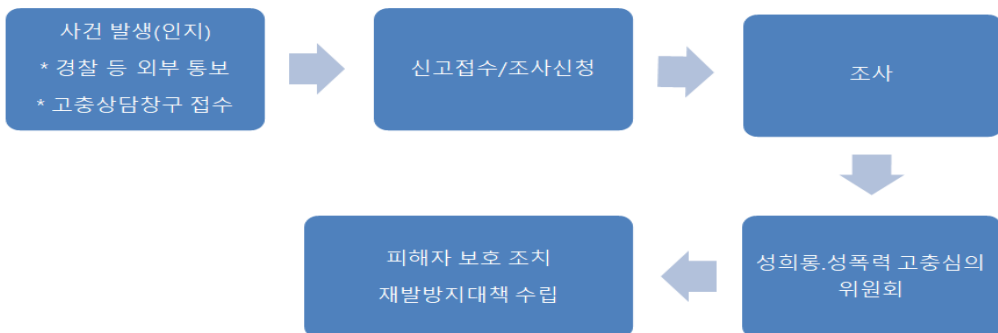 사건 발생(인지)
* 경찰 등 외부 통보
* 고충상담창구 접수
신고접수/조사신청
조사
성희롱.성폭력 고충심의
위원회
피해자 보호 조치
재발방지대책 수립